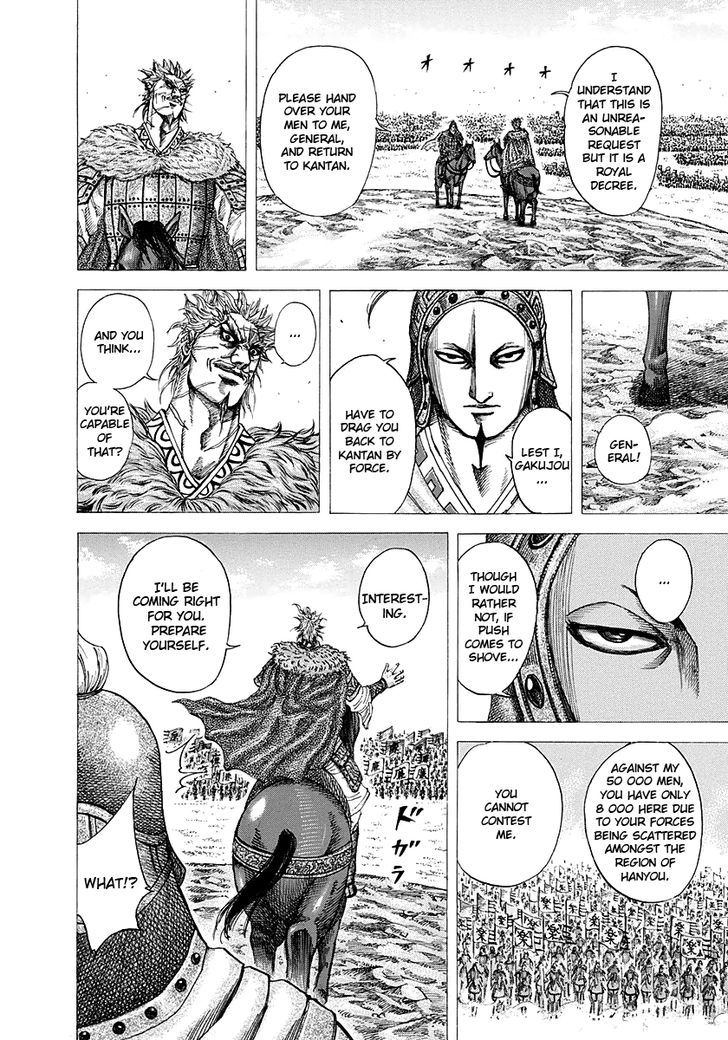 I
UNDERSTAND
THAT THIS IS
AN UNREA-
SONABLE
REQUEST
BUT IT IS A
ROYAL
DECREE.
オオオオ
PLEASE HAND
OVER YOUR
MEN TO ME,
GENERAL,
AND RETURN
TO KANTAN.
GEN-
ERAL!
LEST I,
GAKUJOU
...
HAVE TO
DRAG YOU
BACK TO
KANTAN BY
FORCE.
...
AND YOU
THINK...
YOU'RE
CAPABLE
OF
THAT?
...
THOUGH
I WOULD
RATHER
NOT, IF
PUSH
COMES TO
SHOVE...
AGAINST MY
50 000 MEN,
YOU HAVE ONLY
8 000 HERE DUE
TO YOUR FORCES
BEING SCATTERED
AMONGST
THE REGION OF
HANYOU.
YOU
CANNOT
CONTEST
ME.
INTEREST-
ING.
I'LL BE
COMING RIGHT
FOR YOU.
PREPARE
YOURSELF.
ドカラ
WHAT!?